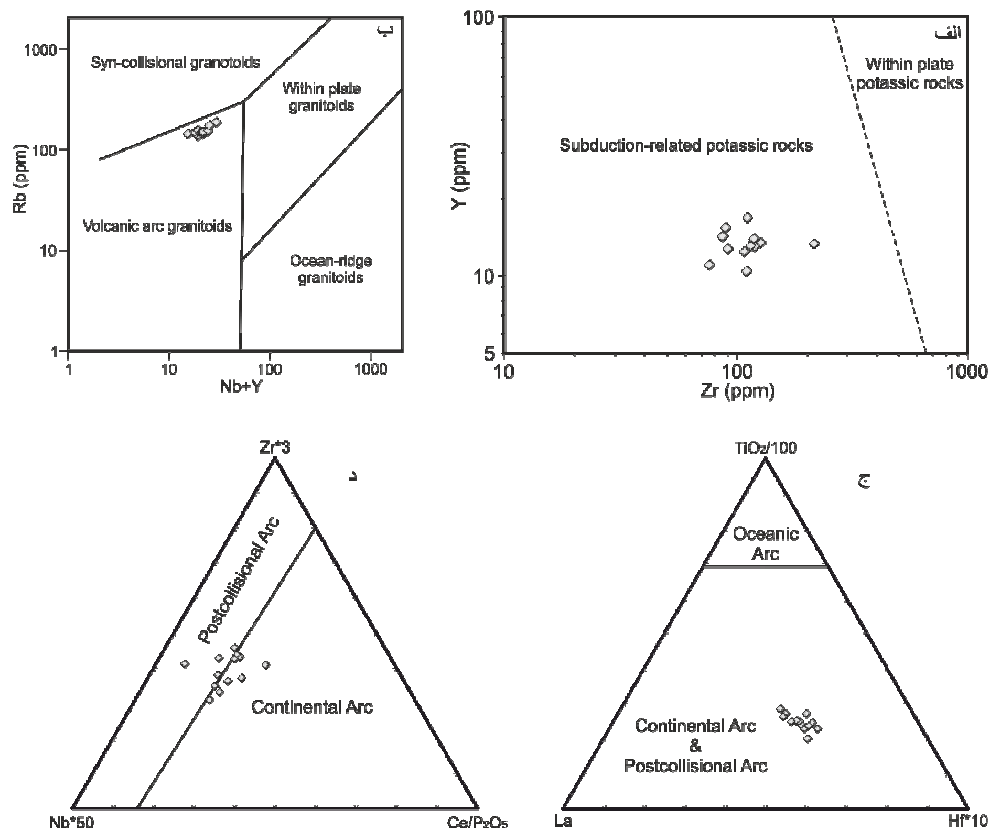 ب
1000
100
10
1
Rb (ppm)
Syn-collisional granotoids
Within plate
granitoids
Volcanic arc granitoids
Ocean-ridge
granitoids
1
10
100
1000
Nb+Y
الف
100
10
5
Y (ppm)
Within plate
potassic rocks
Subduction-related potassic rocks
10
100
1000
Zr (ppm)
د
Zr*3
Postcollisional Arc
Continental Arc
Nb*50
Ce/P₂O₅
ج
TiO₂/100
Oceanic
Arc
Continental Arc
&
Postcollisional Arc
La
Hf*10